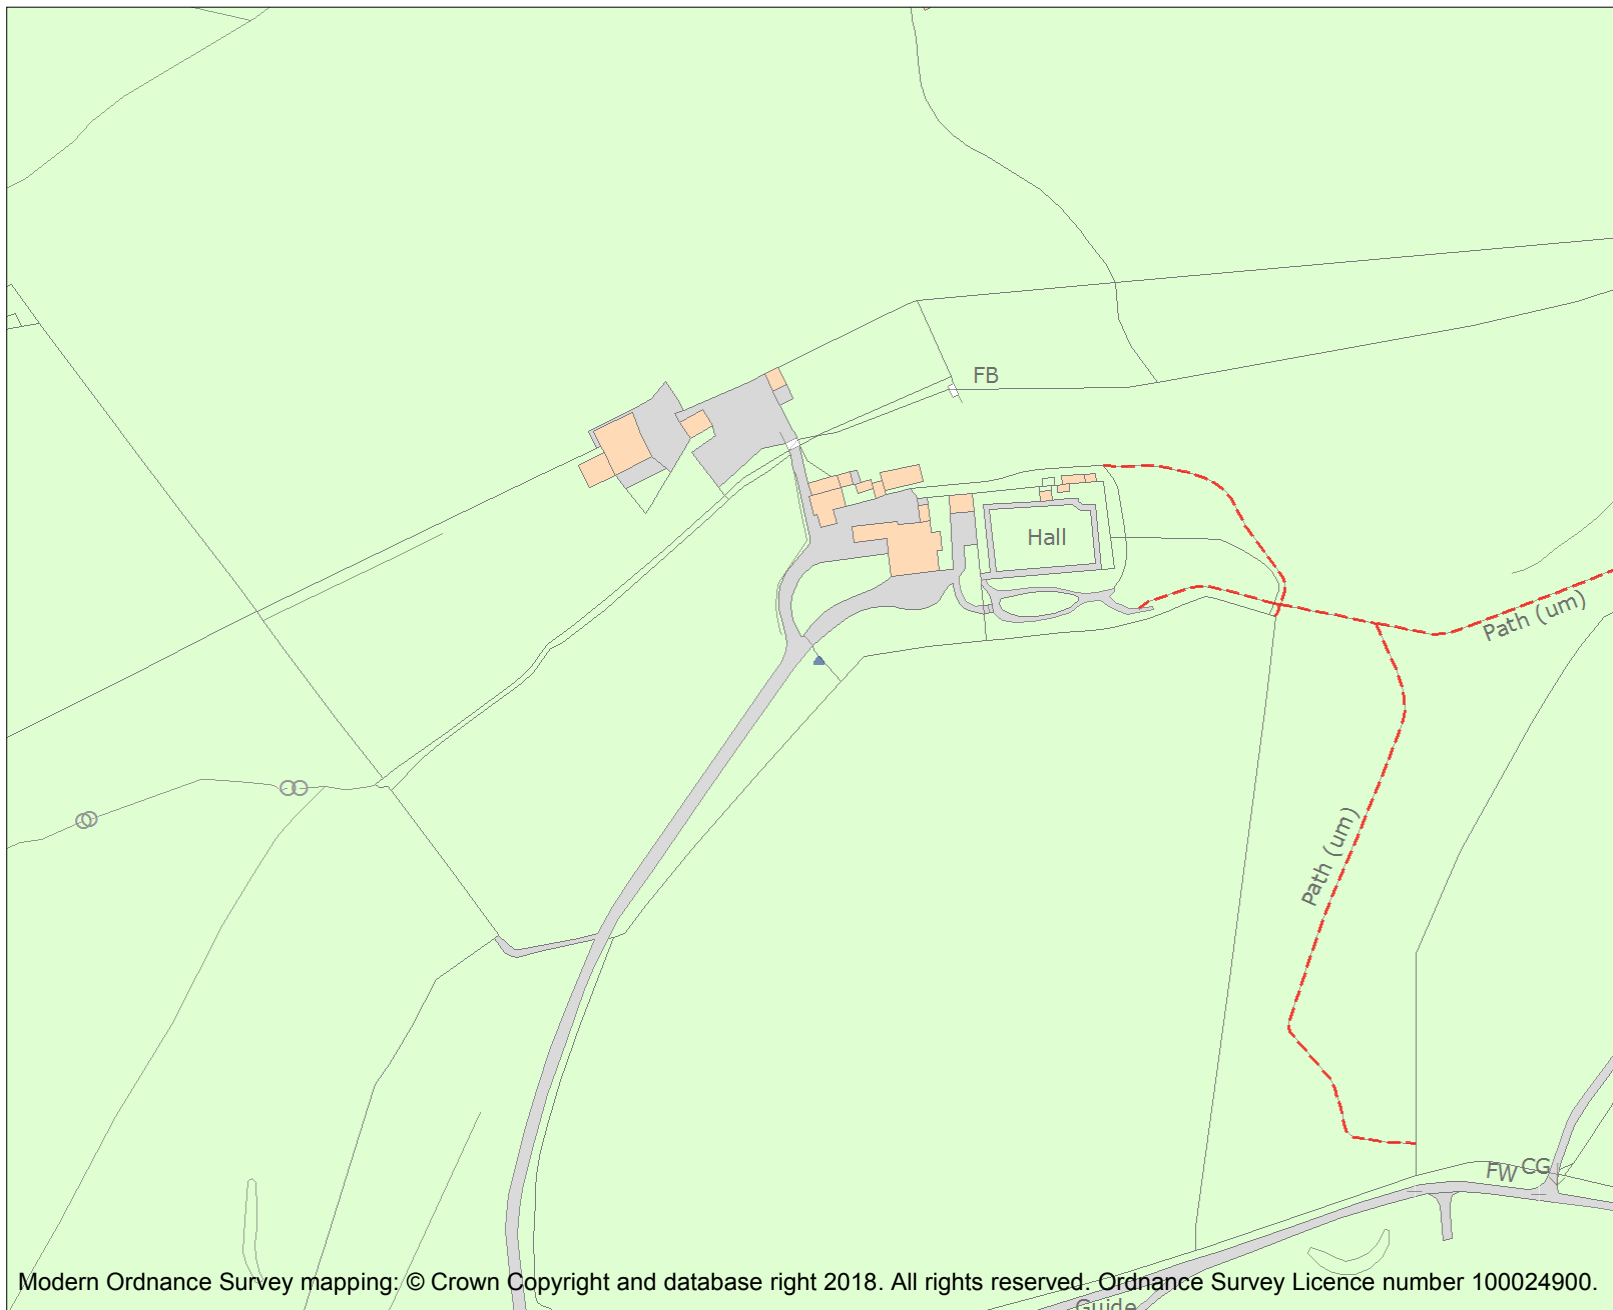 FB
Hall
Path (um)
Path (um)
FW
CG
Modern Ordnance Survey mapping: © Crown Copyright and database right 2018. All rights reserved. Ordnance Survey Licence number 100024900.
Guide